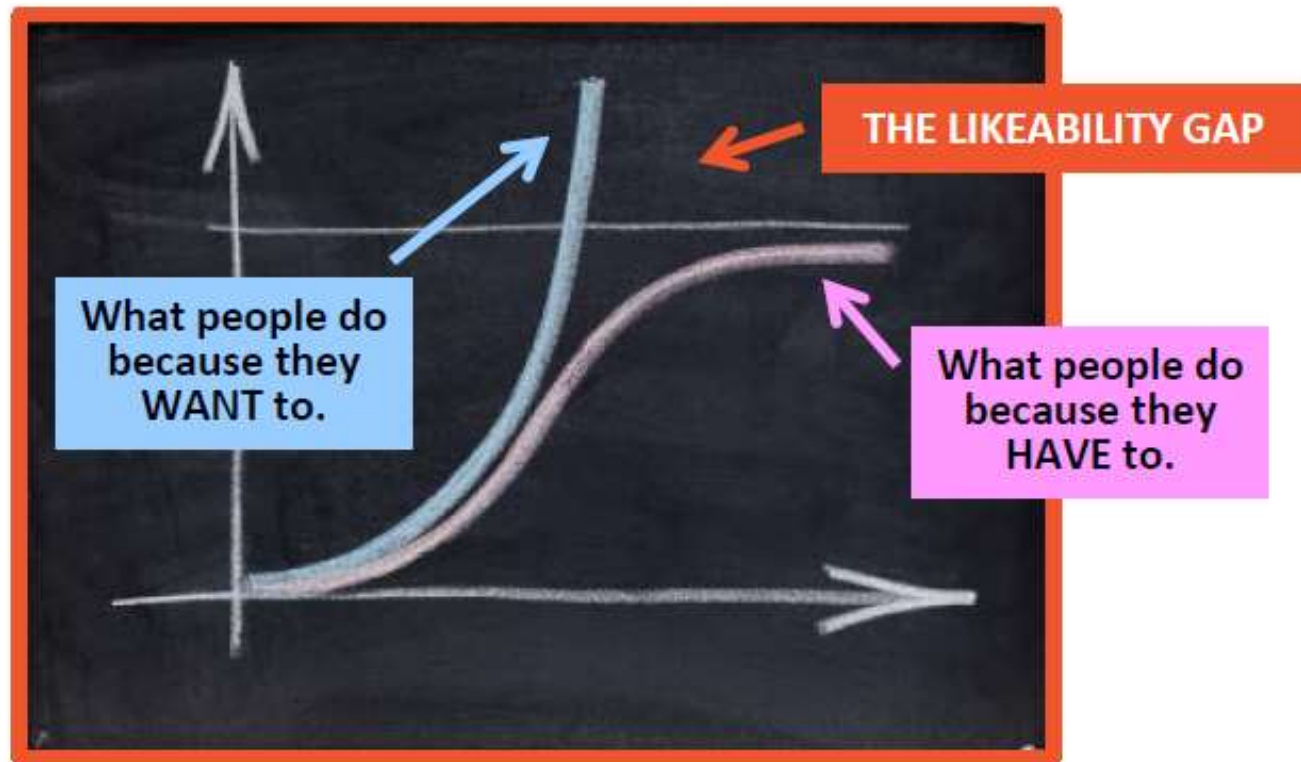 THE LIKEABILITY GAP
What people do
because they
WANT to.
What people do
because they
HAVE to.